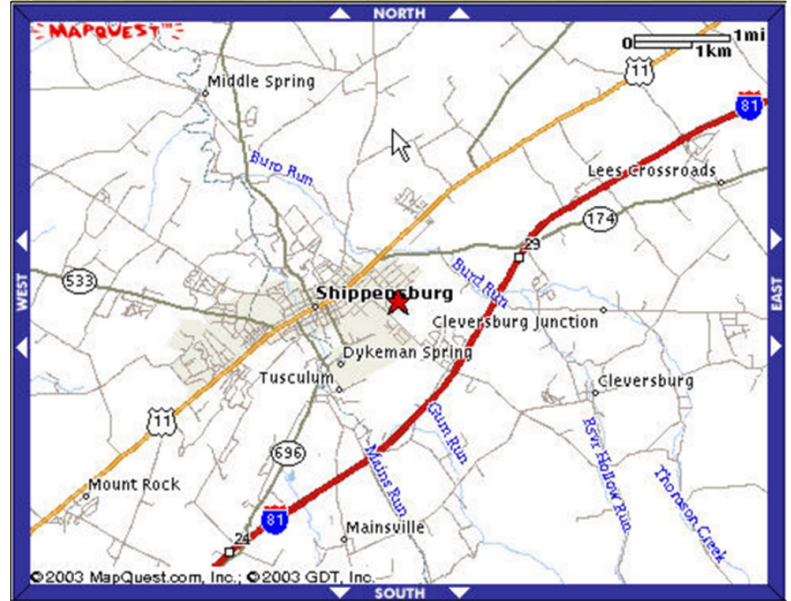 NORTH
MAPQUEST™
0 1mi
1km
11
81
Middle Spring
Burd Run
Lees Crossroads
174
29
533
WEST
EAST
Shippensburg
Burd Run
Cleversburg Junction
Dykeman Spring
Tusculum
Cleversburg
11
Gum Run
696
Mains Run
Rsvr Hollow Run
Thomson Creek
Mount Rock
81
Mainsville
24
©2003 MapQuest.com, Inc.; ©2003 GDT, Inc.
SOUTH